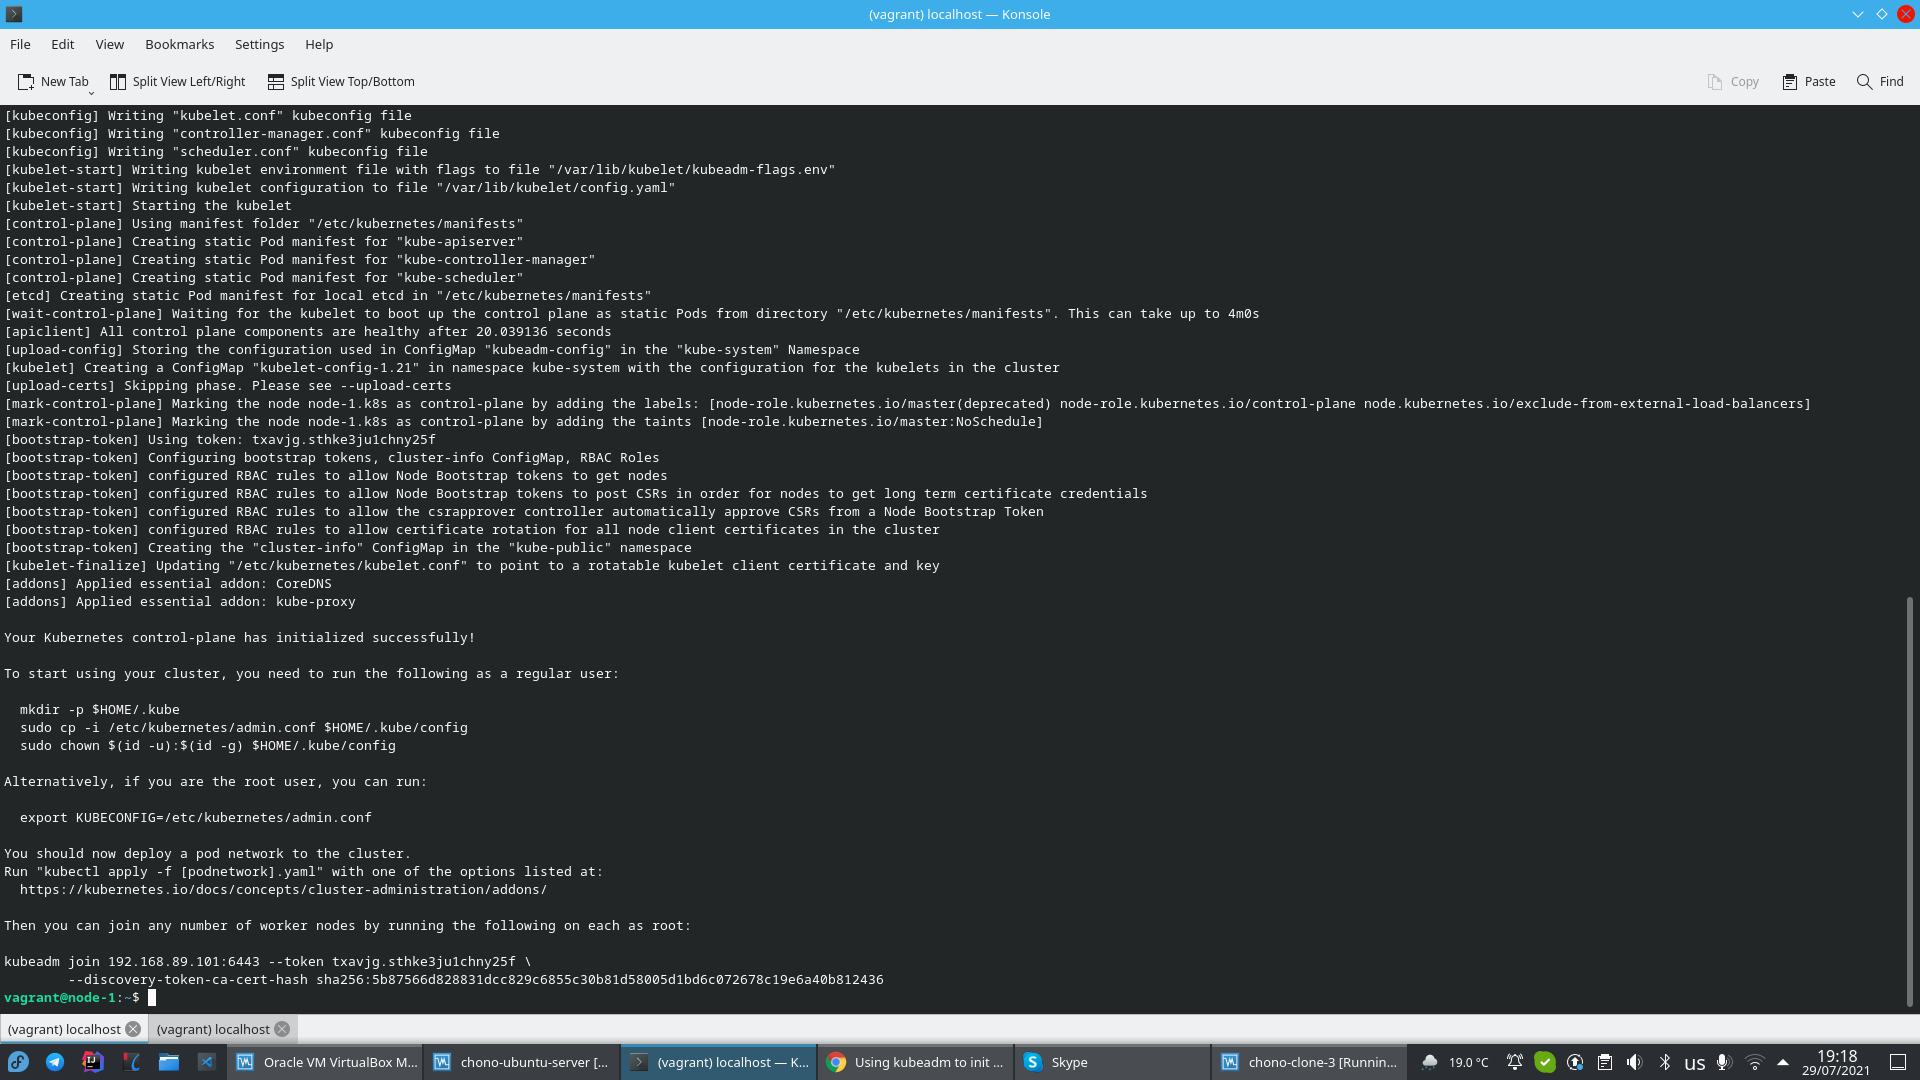 (vagrant) localhost — Konsole
File Edit View Bookmarks Settings Help
New Tab Split View Left/Right Split View Top/Bottom Copy Paste Find
[kubeconfig] Writing "kubelet.conf" kubeconfig file
[kubeconfig] Writing "controller-manager.conf" kubeconfig file
[kubeconfig] Writing "scheduler.conf" kubeconfig file
[kubelet-start] Writing kubelet environment file with flags to file "/var/lib/kubelet/kubeadm-flags.env"
[kubelet-start] Writing kubelet configuration to file "/var/lib/kubelet/config.yaml"
[kubelet-start] Starting the kubelet
[control-plane] Using manifest folder "/etc/kubernetes/manifests"
[control-plane] Creating static Pod manifest for "kube-apiserver"
[control-plane] Creating static Pod manifest for "kube-controller-manager"
[control-plane] Creating static Pod manifest for "kube-scheduler"
[etcd] Creating static Pod manifest for local etcd in "/etc/kubernetes/manifests"
[wait-control-plane] Waiting for the kubelet to boot up the control plane as static Pods from directory "/etc/kubernetes/manifests". This can take up to 4m0s
[apiclient] All control plane components are healthy after 20.039136 seconds
[upload-config] Storing the configuration used in ConfigMap "kubeadm-config" in the "kube-system" Namespace
[kubelet] Creating a ConfigMap "kubelet-config-1.21" in namespace kube-system with the configuration for the kubelets in the cluster
[upload-certs] Skipping phase. Please see --upload-certs
[mark-control-plane] Marking the node node-1.k8s as control-plane by adding the labels: [node-role.kubernetes.io/master(deprecated) node-role.kubernetes.io/control-plane node.kubernetes.io/exclude-from-external-load-balancers]
[mark-control-plane] Marking the node node-1.k8s as control-plane by adding the taints [node-role.kubernetes.io/master:NoSchedule]
[bootstrap-token] Using token: txavjg.sthke3ju1chny25f
[bootstrap-token] Configuring bootstrap tokens, cluster-info ConfigMap, RBAC Roles
[bootstrap-token] configured RBAC rules to allow Node Bootstrap tokens to get nodes
[bootstrap-token] configured RBAC rules to allow Node Bootstrap tokens to post CSRs in order for nodes to get long term certificate credentials
[bootstrap-token] configured RBAC rules to allow the csrapprover controller automatically approve CSRs from a Node Bootstrap Token
[bootstrap-token] configured RBAC rules to allow certificate rotation for all node client certificates in the cluster
[bootstrap-token] Creating the "cluster-info" ConfigMap in the "kube-public" namespace
[kubelet-finalize] Updating "/etc/kubernetes/kubelet.conf" to point to a rotatable kubelet client certificate and key
[addons] Applied essential addon: CoreDNS
[addons] Applied essential addon: kube-proxy
Your Kubernetes control-plane has initialized successfully!
To start using your cluster, you need to run the following as a regular user:
mkdir -p $HOME/.kube
sudo cp -i /etc/kubernetes/admin.conf $HOME/.kube/config
sudo chown $(id -u):$(id -g) $HOME/.kube/config
Alternatively, if you are the root user, you can run:
export KUBECONFIG=/etc/kubernetes/admin.conf
You should now deploy a pod network to the cluster.
Run "kubectl apply -f [podnetwork].yaml" with one of the options listed at:
https://kubernetes.io/docs/concepts/cluster-administration/addons/
Then you can join any number of worker nodes by running the following on each as root:
kubeadm join 192.168.89.101:6443 --token txavjg.sthke3ju1chny25f \
--discovery-token-ca-cert-hash sha256:5b87566d828831dcc829c6855c30b81d58005d1bd6c072678c19e6a40b812436
vagrant@node-1:~$
(vagrant) localhost (vagrant) localhost
Oracle VM VirtualBox M... chono-ubuntu-server [... (vagrant) localhost — K... Using kubeadm to init ... Skype chono-clone-3 [Runnin... 19.0 °C us 19:18
29/07/2021